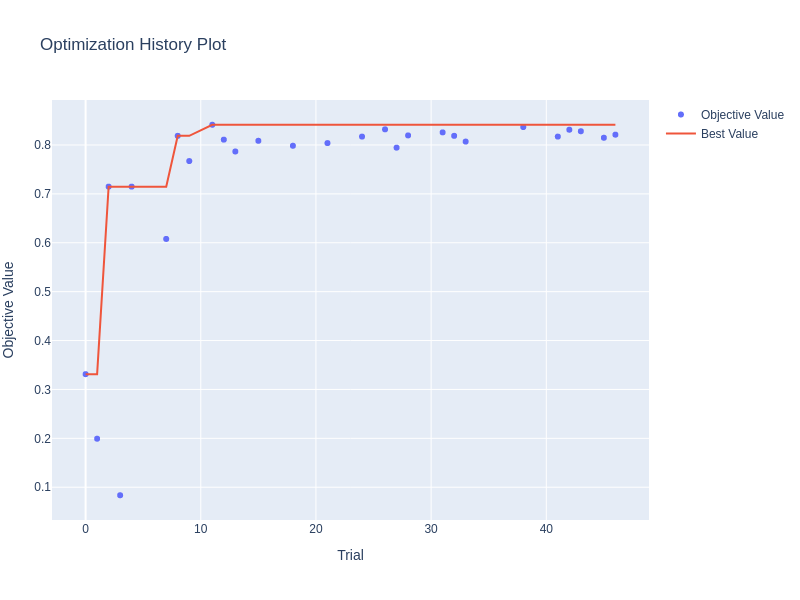 Optimization History Plot
Objective Value
Best Value
0.8
0.7
0.6
0.5
0.4
0.3
0.2
0.1
Objective Value
0
10
20
30
40
Trial